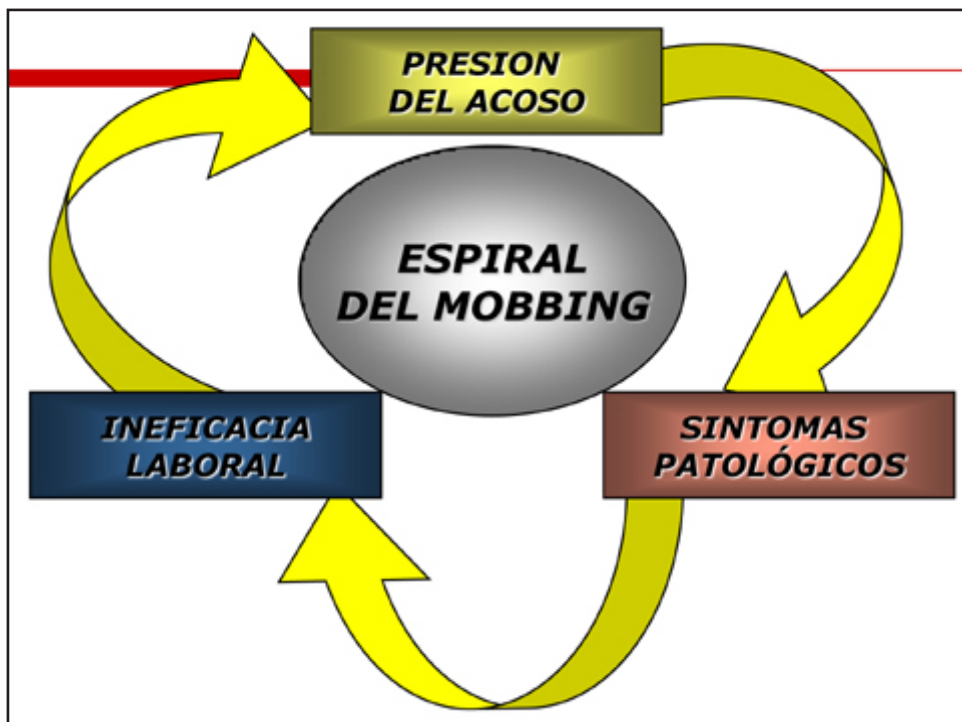 PRESION
DEL ACOSO
ESPIRAL
DEL MOBBING
INEFICACIA
LABORAL
SINTOMAS
PATOLÓGICOS